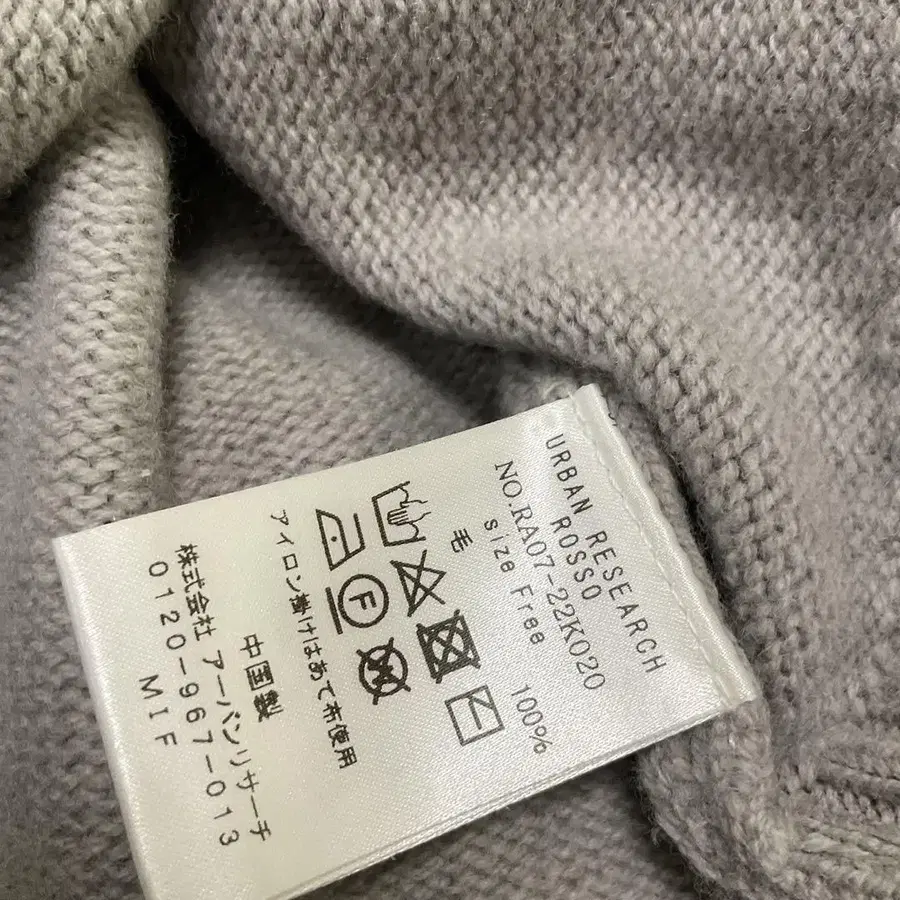 URBAN RESEARCH
ROSSO
NO.RA07-22K020
size Free
毛 100%
F
アイロン掛けはあて布使用
中国製
株式会社 アーバンリサーチ
0120-967-013
MIF